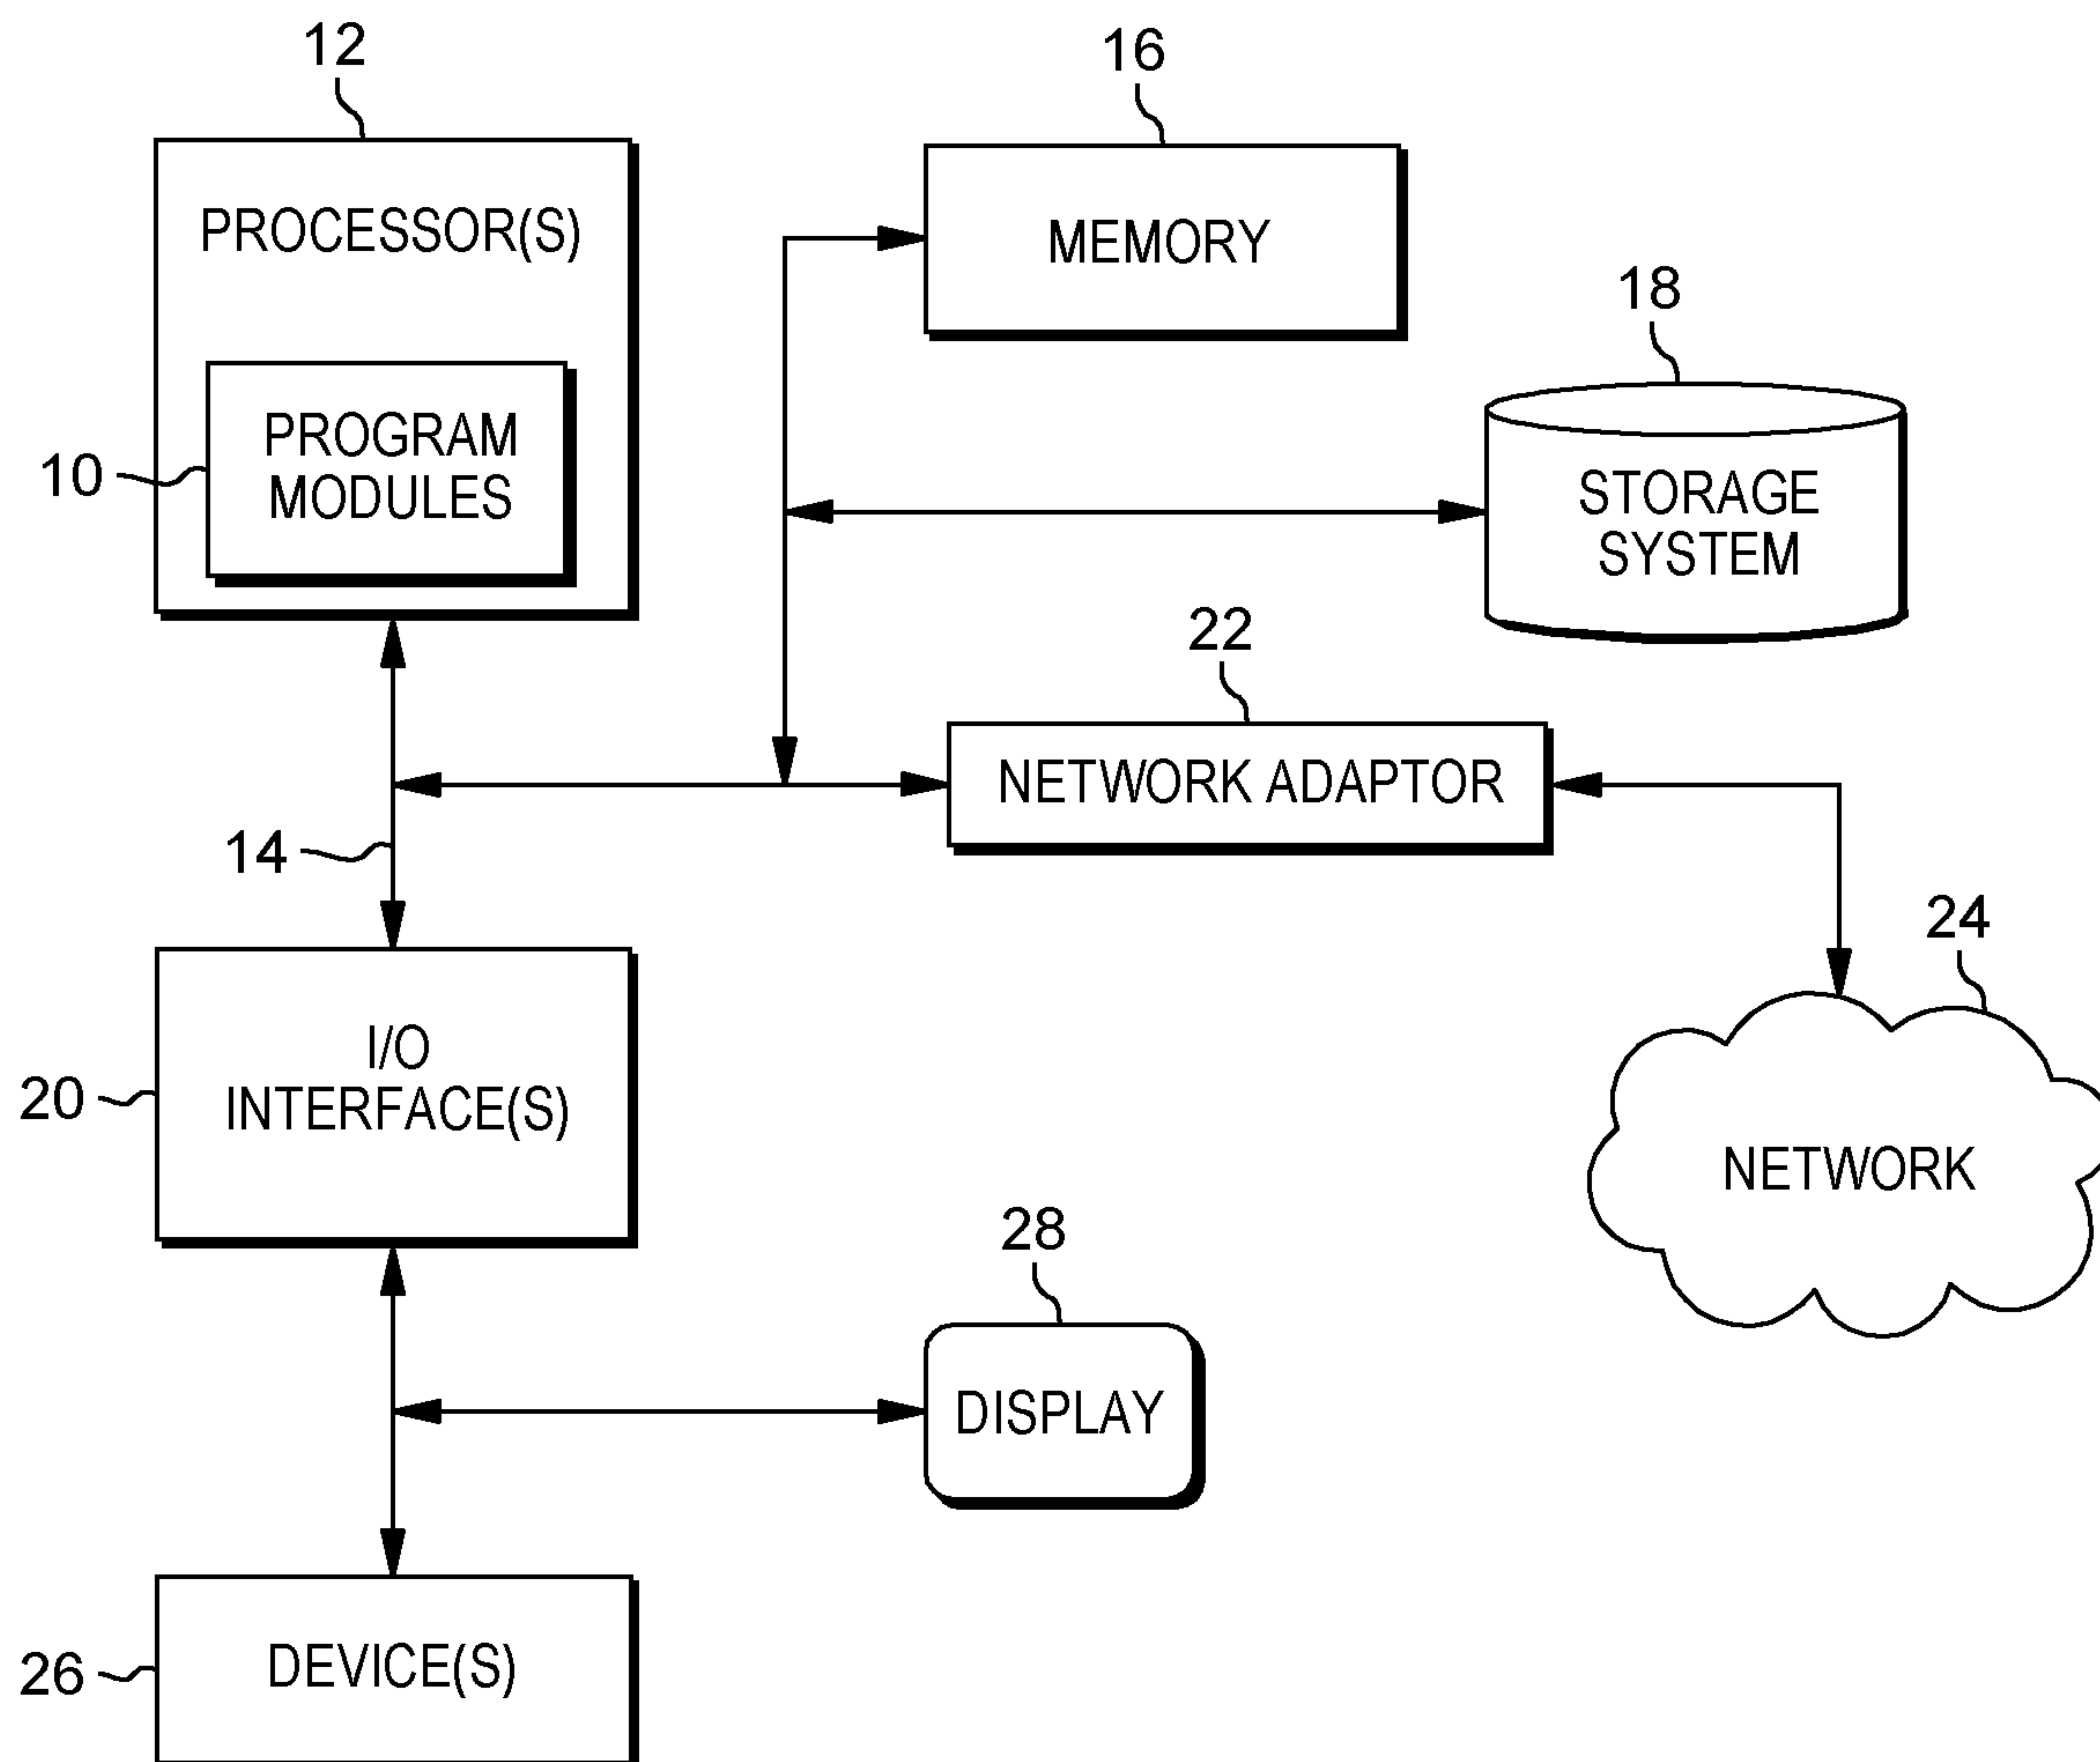 12
PROCESSOR(S)
10
PROGRAM
MODULES
16
MEMORY
18
STORAGE
SYSTEM
22
NETWORK ADAPTOR
14
24
NETWORK
20
I/O
INTERFACE(S)
28
DISPLAY
26
DEVICE(S)